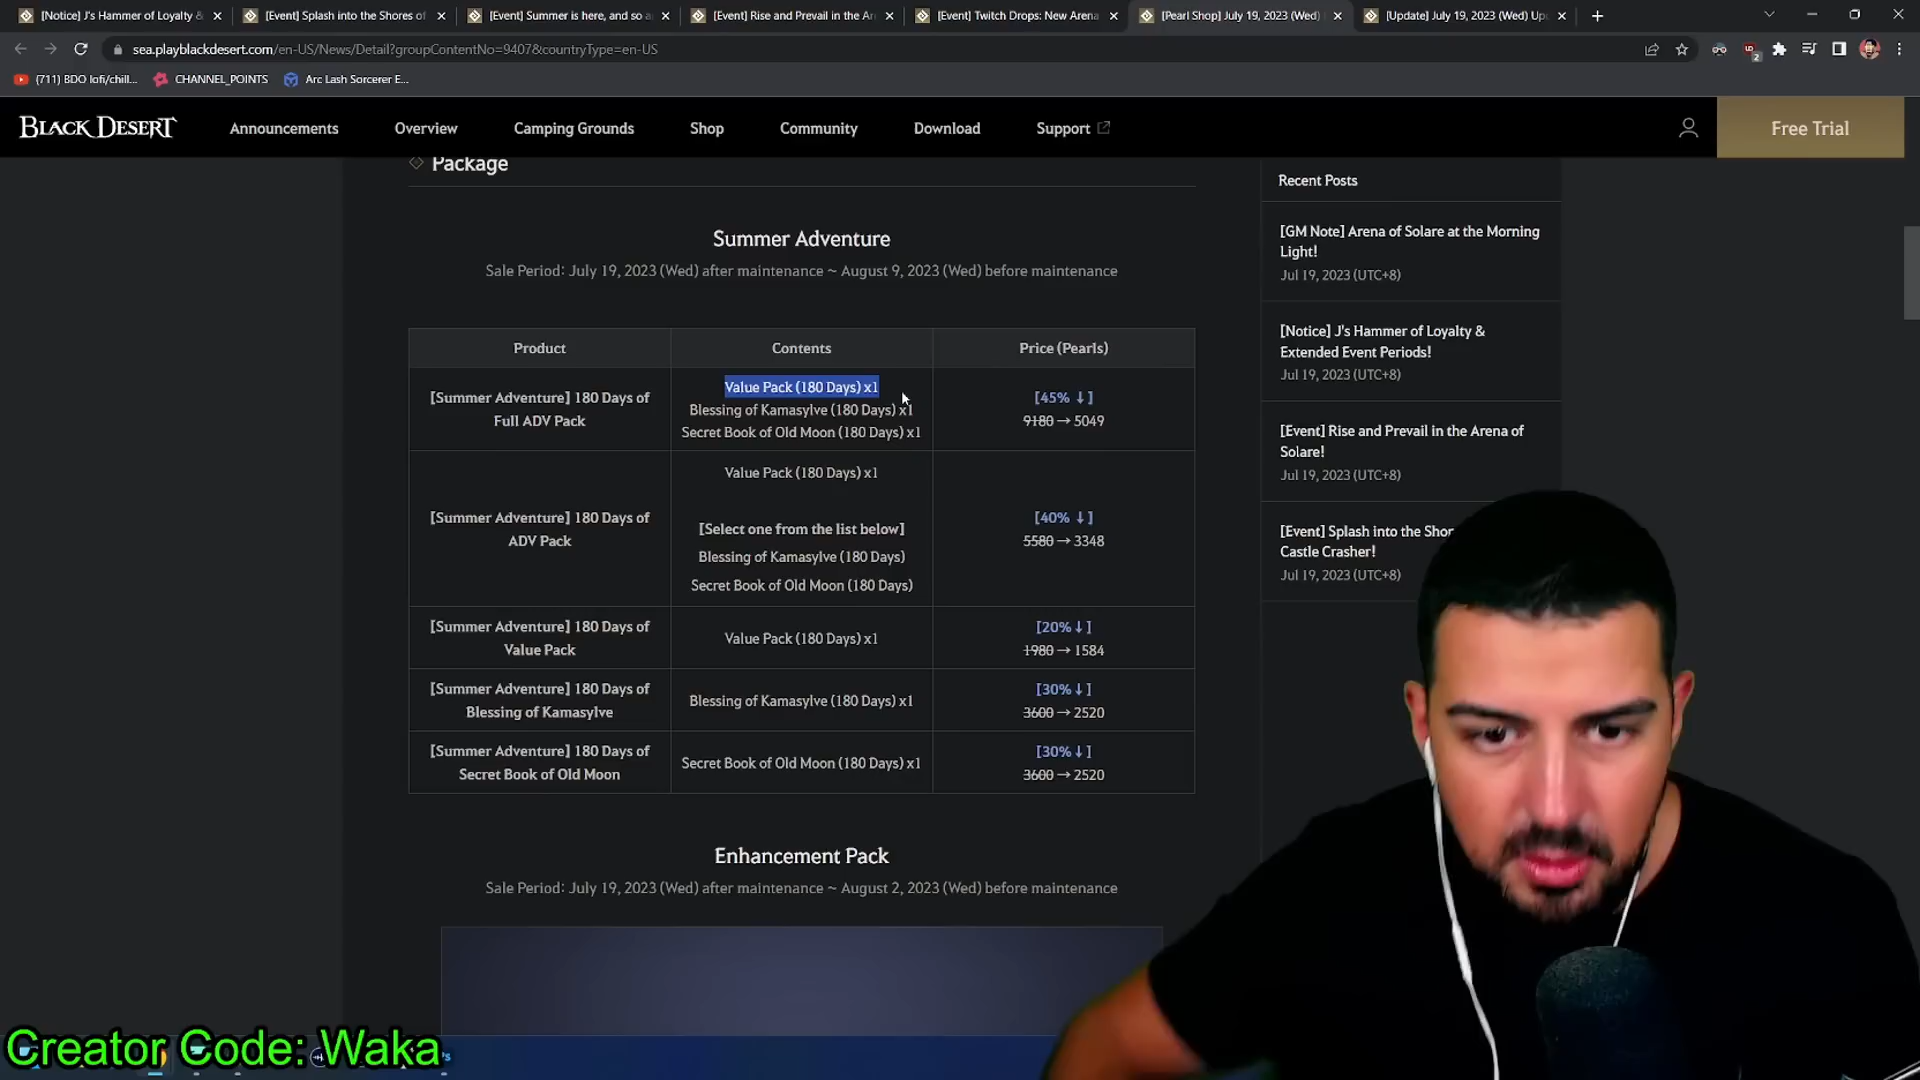 [Notice] J's Hammer of Loyalty &
[Event] Splash into the Shores of
[Event] Summer is here, and so a
[Event] Rise and Prevail in the Ar
[Event] Twitch Drops: New Arena
[Pearl Shop] July 19, 2023 (Wed)
[Update] July 19, 2023 (Wed) Up
sea.playblackdesert.com/en-US/News/Detail?groupContentNo=9407&countryType=en-US
(711) BDO lofi/chill...
CHANNEL_POINTS
Arc Lash Sorcerer E...
BLACK DESERT
Announcements
Overview
Camping Grounds
Shop
Community
Download
Support
Free Trial
Package
Summer Adventure
Sale Period: July 19, 2023 (Wed) after maintenance ~ August 9, 2023 (Wed) before maintenance
Product
Contents
Price (Pearls)
[Summer Adventure] 180 Days of
Full ADV Pack
Value Pack (180 Days) x1
Blessing of Kamasylve (180 Days) x1
Secret Book of Old Moon (180 Days) x1
[45% ↓]
9180 → 5049
[Summer Adventure] 180 Days of
ADV Pack
Value Pack (180 Days) x1
[Select one from the list below]
Blessing of Kamasylve (180 Days)
Secret Book of Old Moon (180 Days)
[40% ↓]
5580 → 3348
[Summer Adventure] 180 Days of
Value Pack
Value Pack (180 Days) x1
[20%↓]
1980 → 1584
[Summer Adventure] 180 Days of
Blessing of Kamasylve
Blessing of Kamasylve (180 Days) x1
[30%↓]
3600 → 2520
[Summer Adventure] 180 Days of
Secret Book of Old Moon
Secret Book of Old Moon (180 Days) x1
[30%↓]
3600 → 2520
Enhancement Pack
Sale Period: July 19, 2023 (Wed) after maintenance ~ August 2, 2023 (Wed) before maintenance
Recent Posts
[GM Note] Arena of Solare at the Morning
Light!
Jul 19, 2023 (UTC+8)
[Notice] J's Hammer of Loyalty &
Extended Event Periods!
Jul 19, 2023 (UTC+8)
[Event] Rise and Prevail in the Arena of
Solare!
Jul 19, 2023 (UTC+8)
[Event] Splash into the Shor
Castle Crasher!
Jul 19, 2023 (UTC+8)
Creator Code: Waka